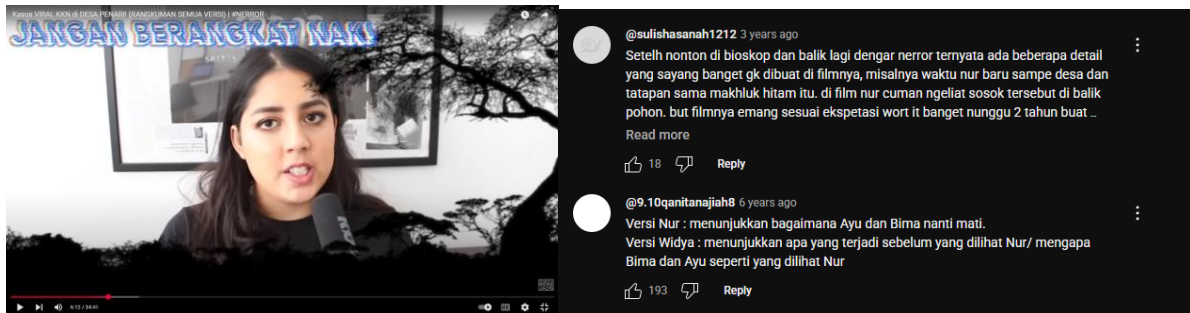 Kasus VIRAL KKN di DESA PENARI! (RANGKUMAN SEMUA VERSI) | #NERROR
JANGAN BERANGKAT NAK!
6:12 / 34:41
@sulishasanah1212 3 years ago
Setelh nonton di bioskop dan balik lagi dengar nerror ternyata ada beberapa detail
yang sayang banget gk dibuat di filmnya, misalnya waktu nur baru sampe desa dan
tatapan sama makhluk hitam itu. di film nur cuman ngeliat sosok tersebut di balik
pohon. but filmnya emang sesuai ekspetasi wort it banget nunggu 2 tahun buat ..
Read more
18 Reply
@9.10qanitanajiah8 6 years ago
Versi Nur : menunjukkan bagaimana Ayu dan Bima nanti mati.
Versi Widya : menunjukkan apa yang terjadi sebelum yang dilihat Nur/ mengapa
Bima dan Ayu seperti yang dilihat Nur
193 Reply